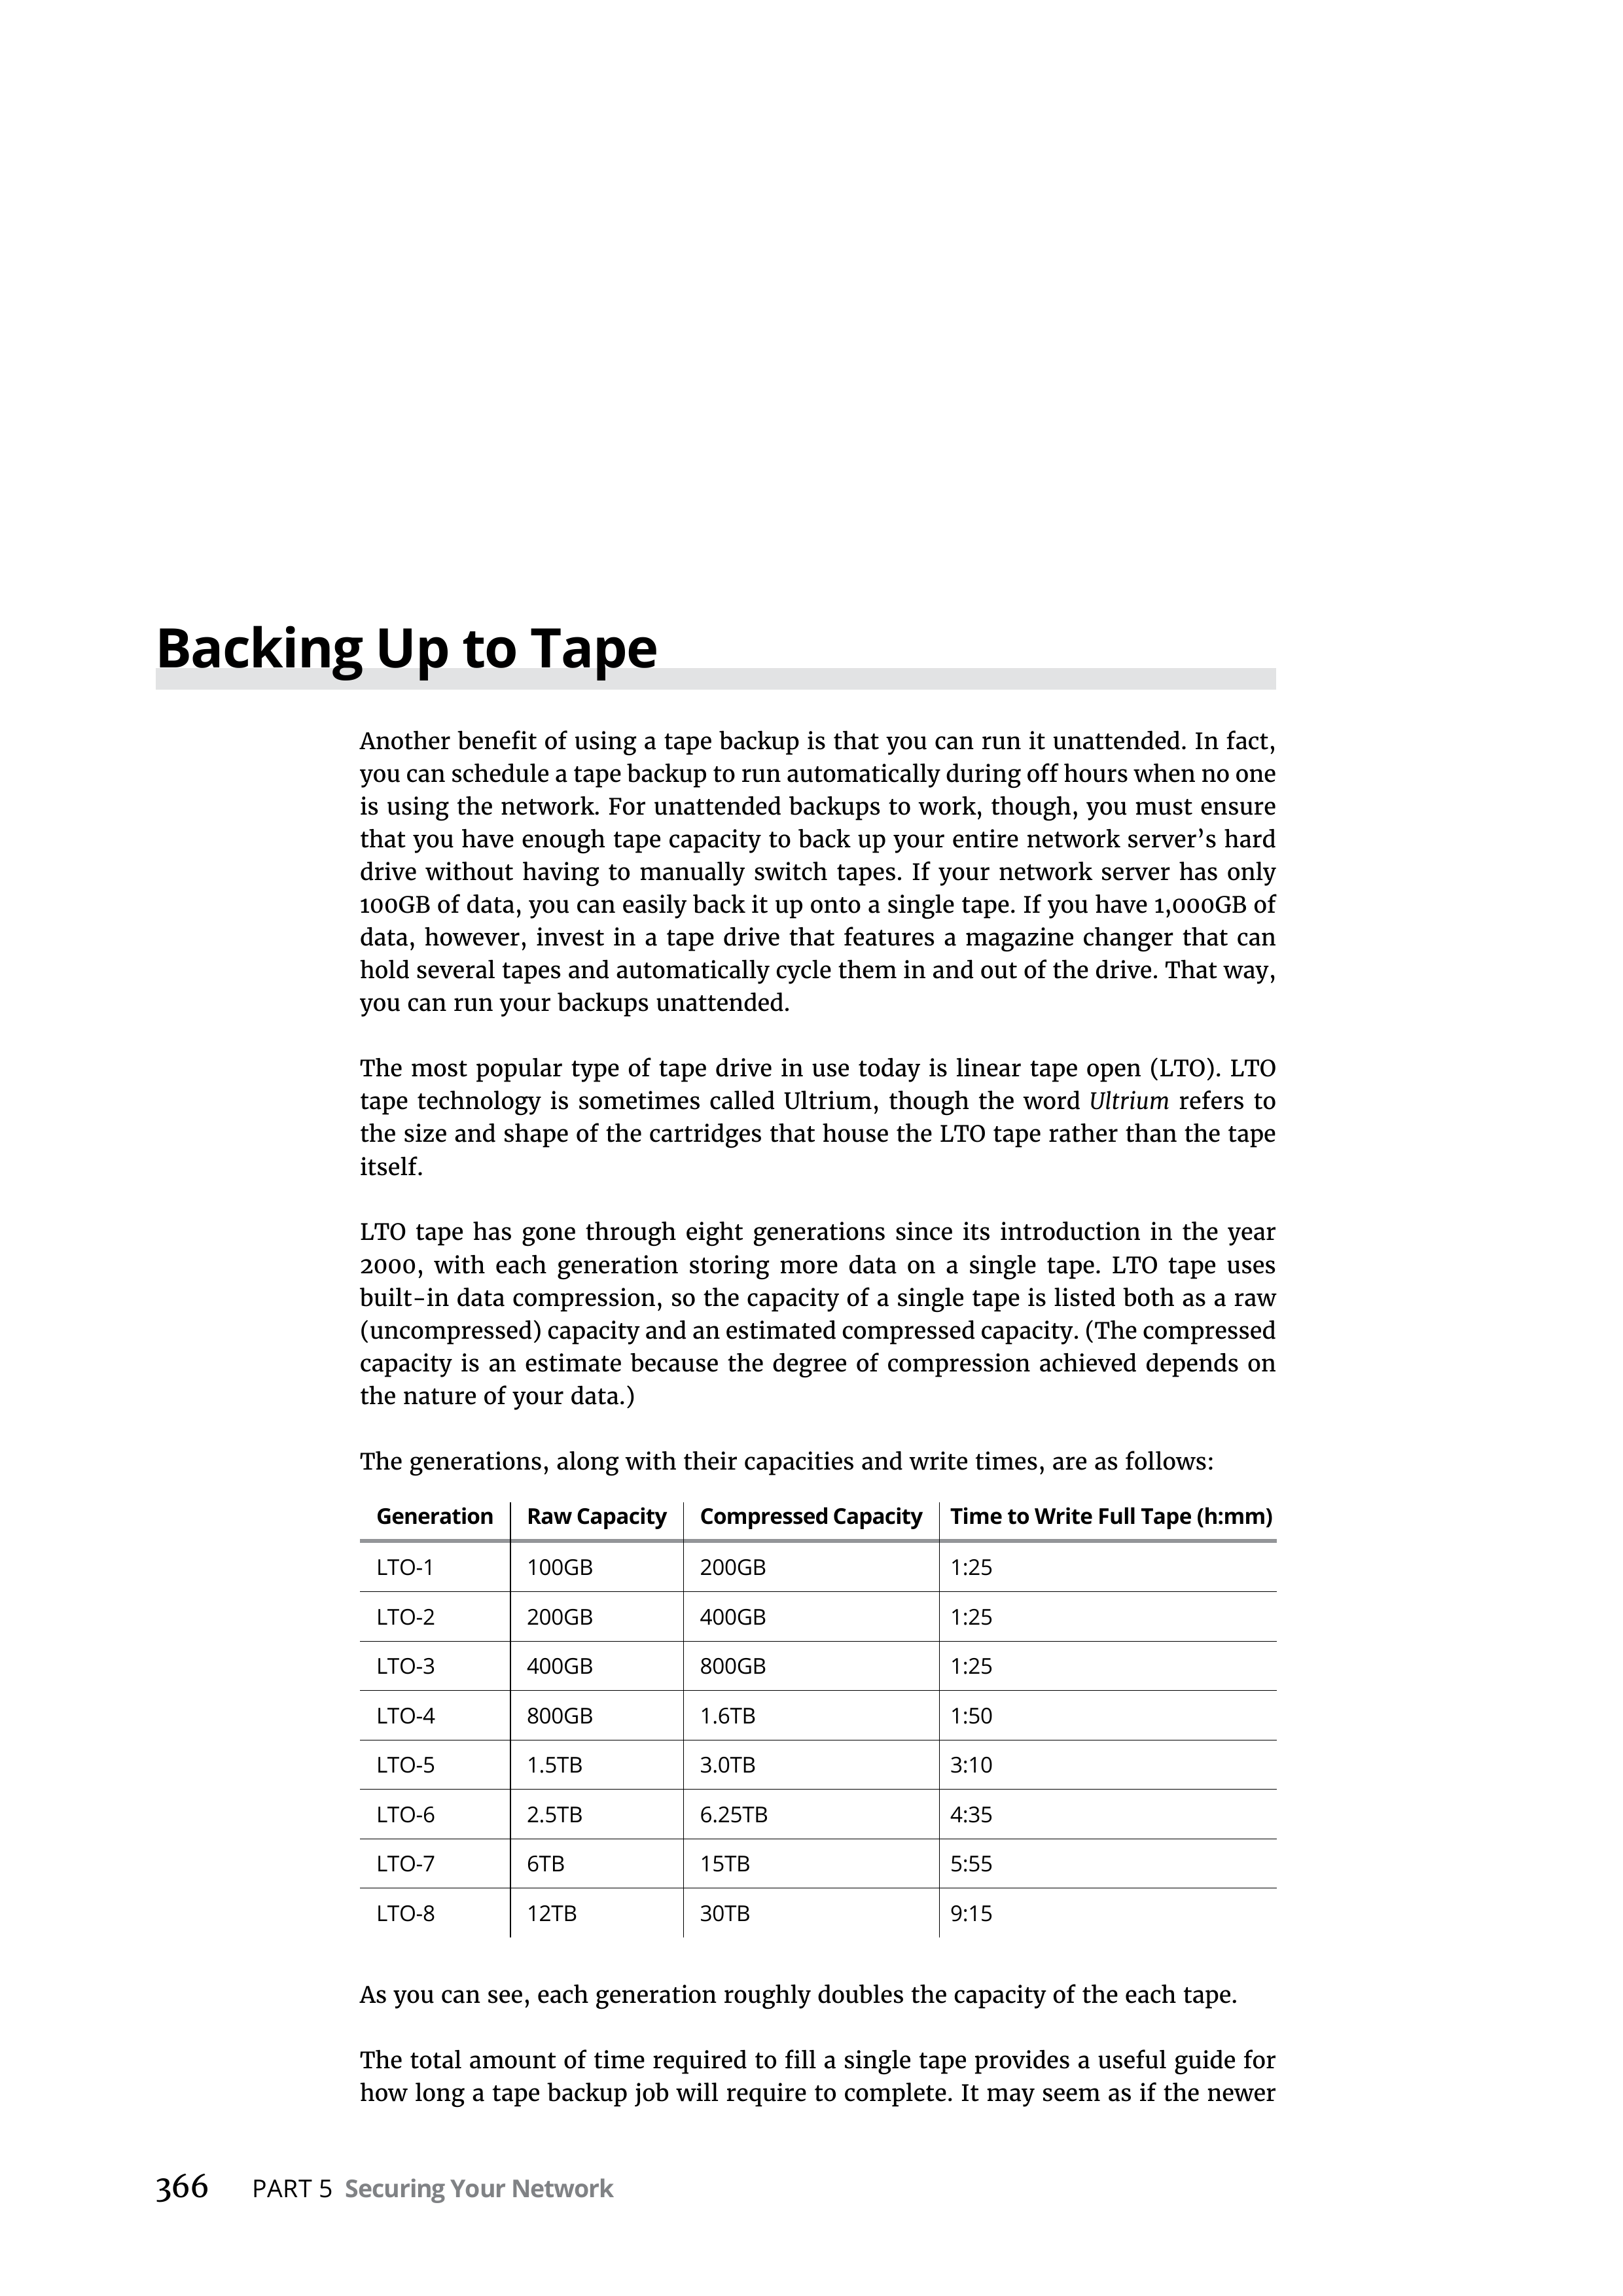 Backing Up to Tape
Another benefit of using a tape backup is that you can run it unattended. In fact,
you can schedule a tape backup to run automatically during off hours when no one
is using the network. For unattended backups to work, though, you must ensure
that you have enough tape capacity to back up your entire network server’s hard
drive without having to manually switch tapes. If your network server has only
100GB of data, you can easily back it up onto a single tape. If you have 1,000GB of
data, however, invest in a tape drive that features a magazine changer that can
hold several tapes and automatically cycle them in and out of the drive. That way,
you can run your backups unattended.
The most popular type of tape drive in use today is linear tape open (LTO). LTO
tape technology is sometimes called Ultrium, though the word Ultrium refers to
the size and shape of the cartridges that house the LTO tape rather than the tape
itself.
LTO tape has gone through eight generations since its introduction in the year
2000, with each generation storing more data on a single tape. LTO tape uses
built-in data compression, so the capacity of a single tape is listed both as a raw
(uncompressed) capacity and an estimated compressed capacity. (The compressed
capacity is an estimate because the degree of compression achieved depends on
the nature of your data.)
The generations, along with their capacities and write times, are as follows:
Generation Raw Capacity Compressed Capacity Time to Write Full Tape (h:mm)
LTO-1 100GB 200GB 1:25
LTO-2 200GB 400GB 1:25
LTO-3 400GB 800GB 1:25
LTO-4 800GB 1.6TB 1:50
LTO-5 1.5TB 3.0TB 3:10
LTO-6 2.5TB 6.25TB 4:35
LTO-7 6TB 15TB 5:55
LTO-8 12TB 30TB 9:15
As you can see, each generation roughly doubles the capacity of the each tape.
The total amount of time required to fill a single tape provides a useful guide for
how long a tape backup job will require to complete. It may seem as if the newer
366 PART 5 Securing Your Network